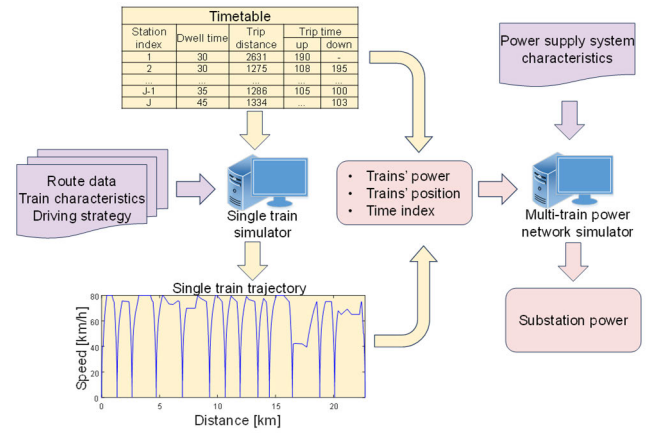 Timetable
Station index Dwell time Trip distance Trip time
up down
1 30 2631 190 -
2 30 1275 108 195
... ... ... ... ...
J-1 35 1286 105 100
J 45 1334 ... 103
Power supply system
characteristics
Route data
Train characteristics
Driving strategy
Single train
simulator
• Trains' power
• Trains' position
• Time index
Multi-train power
network simulator
Single train trajectory
Speed [km/h]
80
60
40
20
0
0 5 10 15 20
Distance [km]
Substation power